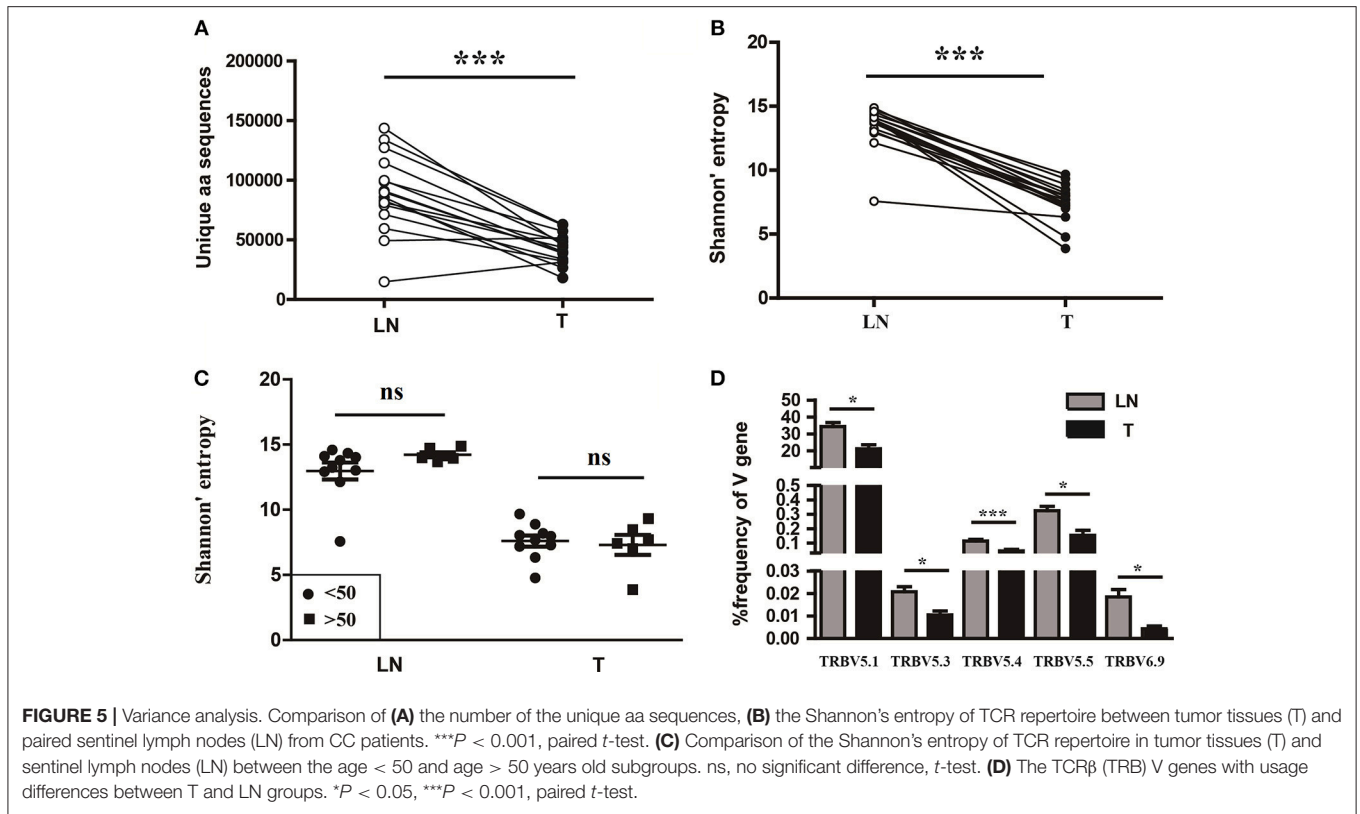 A
***
200000
150000
100000
50000
0
Unique aa sequences
LN T
B
***
20
15
10
5
0
Shannon' entropy
LN T
C
ns
ns
20
15
10
5
0
Shannon' entropy
<50
>50
LN T
D
LN
T
50
40
30
20
0.5
0.4
0.3
0.2
0.1
0.03
0.02
0.01
0.00
%frequency of V gene
*
*
***
*
*
TRBV5.1 TRBV5.3 TRBV5.4 TRBV5.5 TRBV6.9
FIGURE 5 | Variance analysis. Comparison of (A) the number of the unique aa sequences, (B) the Shannon's entropy of TCR repertoire between tumor tissues (T) and
paired sentinel lymph nodes (LN) from CC patients. ***P < 0.001, paired t-test. (C) Comparison of the Shannon's entropy of TCR repertoire in tumor tissues (T) and
sentinel lymph nodes (LN) between the age < 50 and age > 50 years old subgroups. ns, no significant difference, t-test. (D) The TCRβ (TRB) V genes with usage
differences between T and LN groups. *P < 0.05, ***P < 0.001, paired t-test.